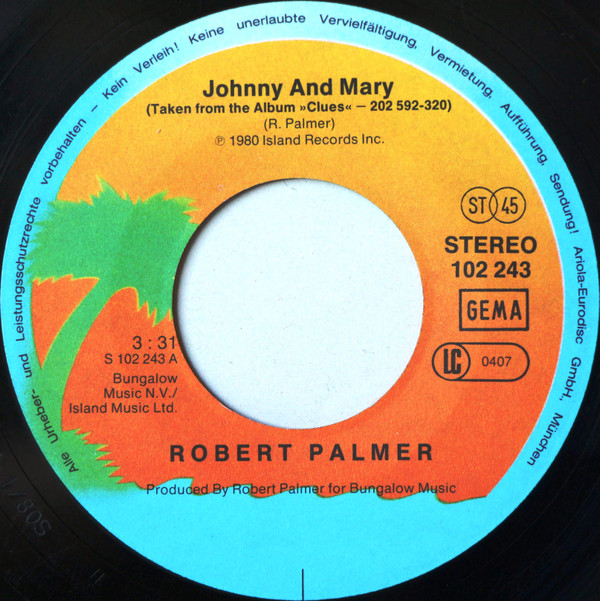 Alle Urheber- und Leistungsschutzrechte vorbehalten – Kein Verleih! Keine unerlaubte Vervielfältigung, Vermietung, Aufführung, Sendung! Ariola-Eurodisc GmbH., München
Johnny And Mary
(Taken from the Album »Clues« – 202 592-320)
(R. Palmer)
℗ 1980 Island Records Inc.
ST 45
STEREO
102 243
GEMA
LC 0407
3 : 31
S 102 243 A
Bungalow
Music N.V./
Island Music Ltd.
ROBERT PALMER
Produced By Robert Palmer for Bungalow Music